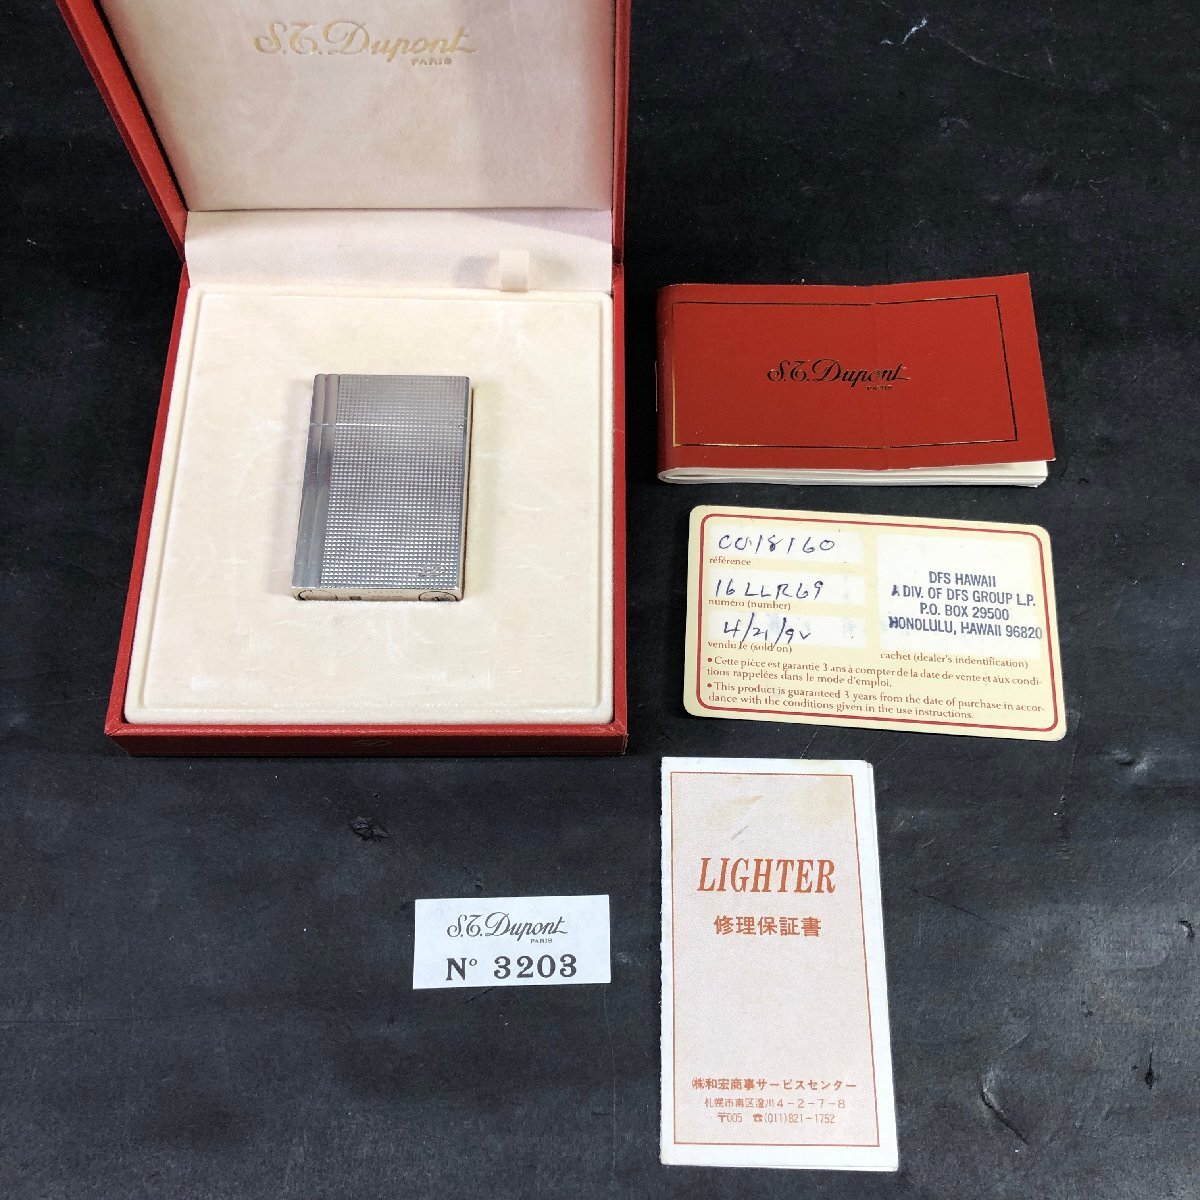 S.T. Dupont
PARIS
S.T. Dupont
PARIS
CO18160
référence
16LLR69
numéro (number)
4/21/92
vendu le (sold on)
DFS HAWAII
A DIV. OF DFS GROUP L.P.
P.O. BOX 29500
HONOLULU, HAWAII 96820
cachet (dealer's indentification)
• Cette pièce est garantie 3 ans à compter de la date de vente et aux condi-
tions rappelées dans le mode d'emploi.
• This product is guaranteed 3 years from the date of purchase in accor-
dance with the conditions given in the use instructions.
S.T. Dupont
PARIS
N° 3203
LIGHTER
修理保証書
㈱和宏商事サービスセンター
札幌市南区澄川4-2-7-8
〒005 ☎(011)821-1752